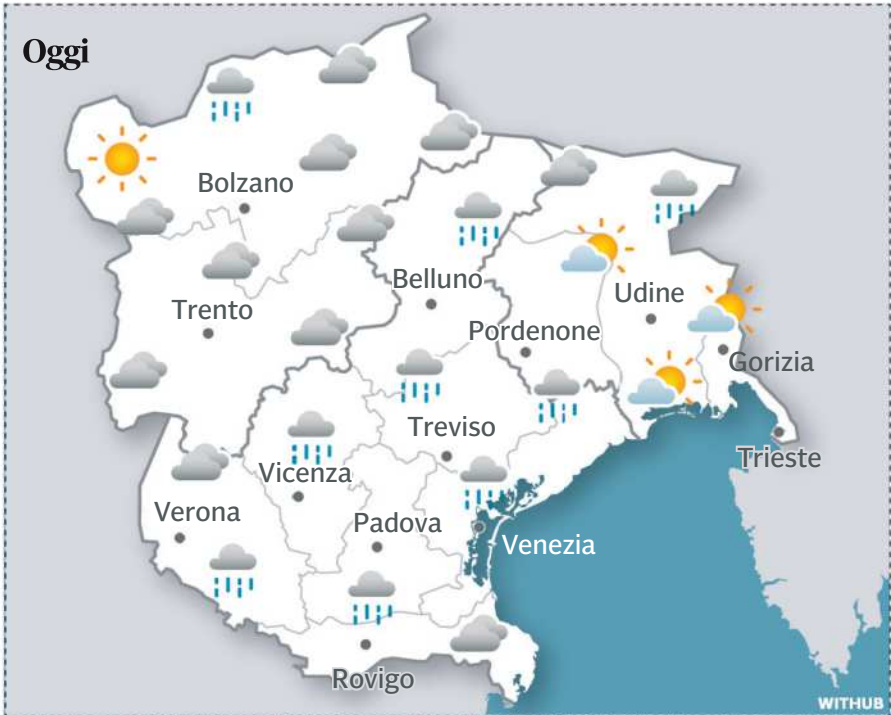 Oggi
Bolzano
Belluno
Trento
Udine
Pordenone
Gorizia
Treviso
Trieste
Vicenza
Verona
Padova
Venezia
Rovigo
WITHUB